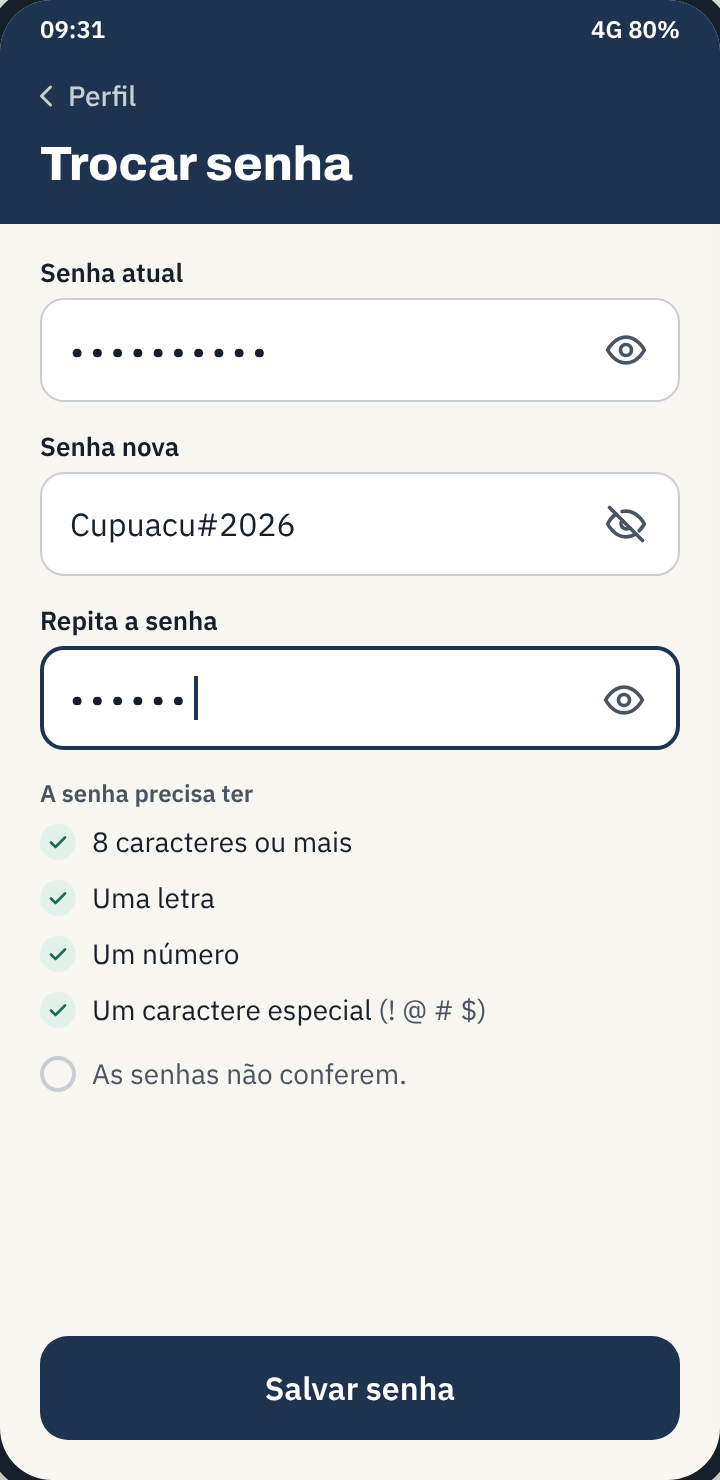 09:31 4G 80%
Perfil
Trocar senha
Senha atual
••••••••••
Senha nova
Cupuacu#2026
Repita a senha
••••••
A senha precisa ter
8 caracteres ou mais
Uma letra
Um número
Um caractere especial (! @ # $)
As senhas não conferem.
Salvar senha